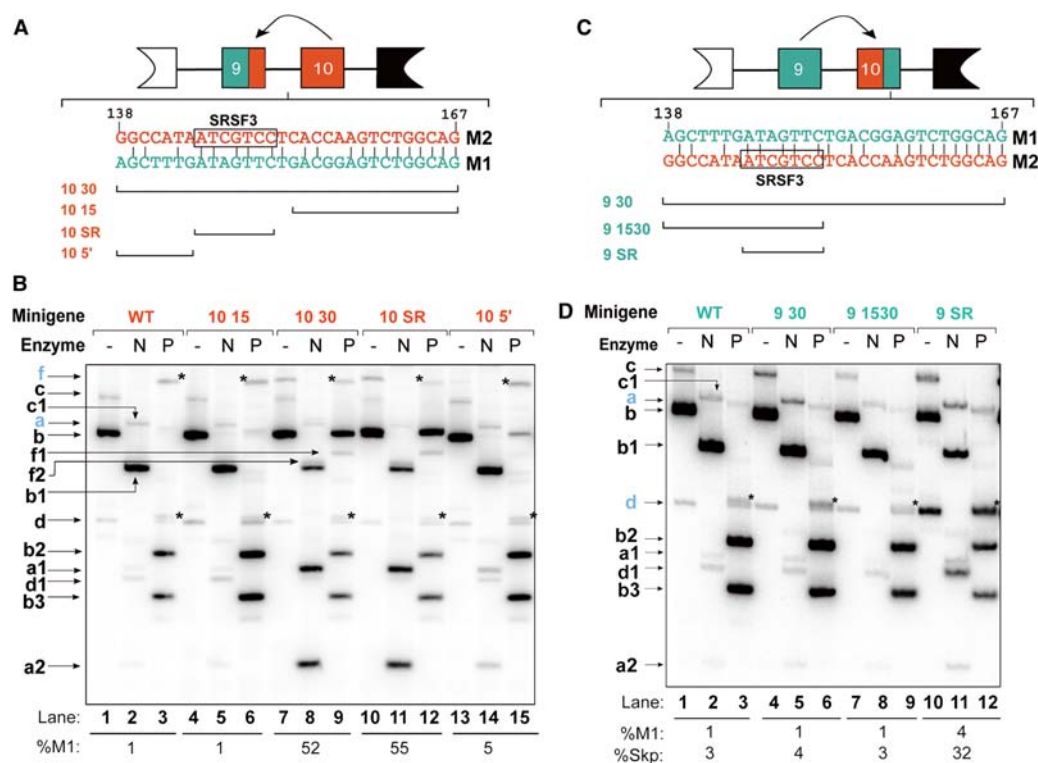 A
9 10
138 167
GGCCATAATCGTCCTCACCAAGTCTGGCAG M2
AGCTTTGATAGTTCTGACGGAGTCTGGCAG M1
SRSF3
10 30
10 15
10 SR
10 5'
C
9 10
138 167
AGCTTTGATAGTTCTGACGGAGTCTGGCAG M1
GGCCATAATCGTCCTCACCAAGTCTGGCAG M2
SRSF3
9 30
9 1530
9 SR
B
Minigene WT 10 15 10 30 10 SR 10 5'
Enzyme - N P - N P - N P - N P - N P
f
c
c1
a
b
f1
f2
b1
d
b2
a1
d1
b3
a2
* * * * *
* * * * *
Lane: 1 2 3 4 5 6 7 8 9 10 11 12 13 14 15
%M1: 1 1 52 55 5
D
Minigene WT 9 30 9 1530 9 SR
Enzyme - N P - N P - N P - N P
c
c1
a
b
b1
d
b2
a1
d1
b3
a2
* * * *
Lane: 1 2 3 4 5 6 7 8 9 10 11 12
%M1: 1 1 1 4
%Skp: 3 4 3 32